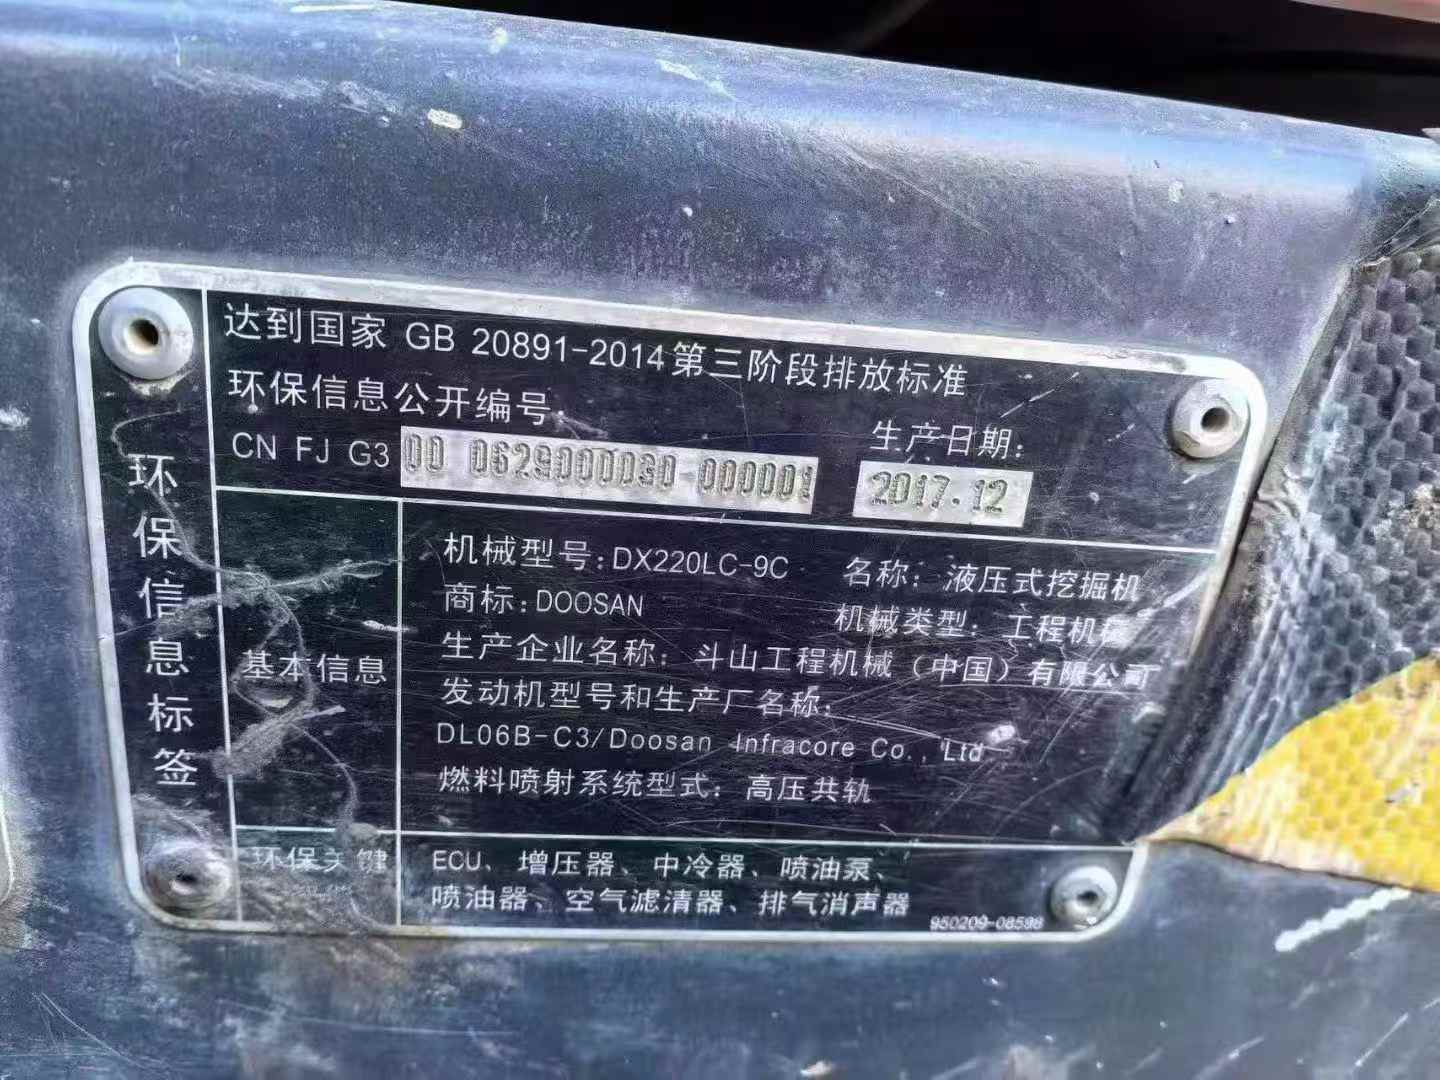 达到国家 GB 20891-2014第三阶段排放标准
环保信息公开编号
CN FJ G3 00 0629000030 000001
生产日期:
2017.12
环保信息标签
基本信息
机械型号:DX220LC-9C 名称: 液压式挖掘机
商标:DOOSAN 机械类型: 工程机械
生产企业名称: 斗山工程机械 (中国) 有限公司
发动机型号和生产厂名称:
DL06B-C3/Doosan Infracore Co., Ltd
燃料喷射系统型式: 高压共轨
环保关键
ECU、增压器、中冷器、喷油泵、
喷油器、空气滤清器、排气消声器